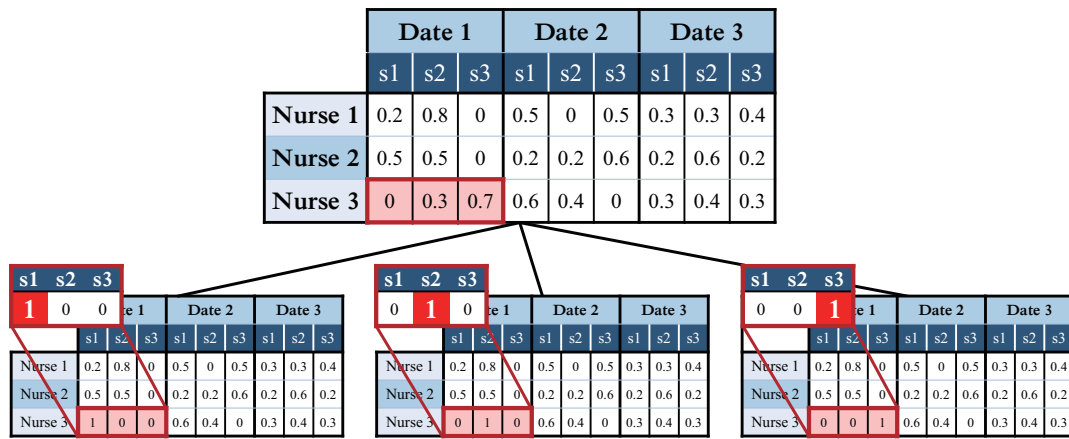 Date 1 Date 2 Date 3
s1 s2 s3 s1 s2 s3 s1 s2 s3
Nurse 1 0.2 0.8 0 0.5 0 0.5 0.3 0.3 0.4
Nurse 2 0.5 0.5 0 0.2 0.2 0.6 0.2 0.6 0.2
Nurse 3 0 0.3 0.7 0.6 0.4 0 0.3 0.4 0.3
s1 s2 s3
1 0 0
te 1 Date 2 Date 3
s1 s2 s3 s1 s2 s3 s1 s2 s3
Nurse 1 0.2 0.8 0 0.5 0 0.5 0.3 0.3 0.4
Nurse 2 0.5 0.5 0 0.2 0.2 0.6 0.2 0.6 0.2
Nurse 3 1 0 0 0.6 0.4 0 0.3 0.4 0.3
s1 s2 s3
0 1 0
te 1 Date 2 Date 3
s1 s2 s3 s1 s2 s3 s1 s2 s3
Nurse 1 0.2 0.8 0 0.5 0 0.5 0.3 0.3 0.4
Nurse 2 0.5 0.5 0 0.2 0.2 0.6 0.2 0.6 0.2
Nurse 3 0 1 0 0.6 0.4 0 0.3 0.4 0.3
s1 s2 s3
0 0 1
te 1 Date 2 Date 3
s1 s2 s3 s1 s2 s3 s1 s2 s3
Nurse 1 0.2 0.8 0 0.5 0 0.5 0.3 0.3 0.4
Nurse 2 0.5 0.5 0 0.2 0.2 0.6 0.2 0.6 0.2
Nurse 3 0 0 1 0.6 0.4 0 0.3 0.4 0.3